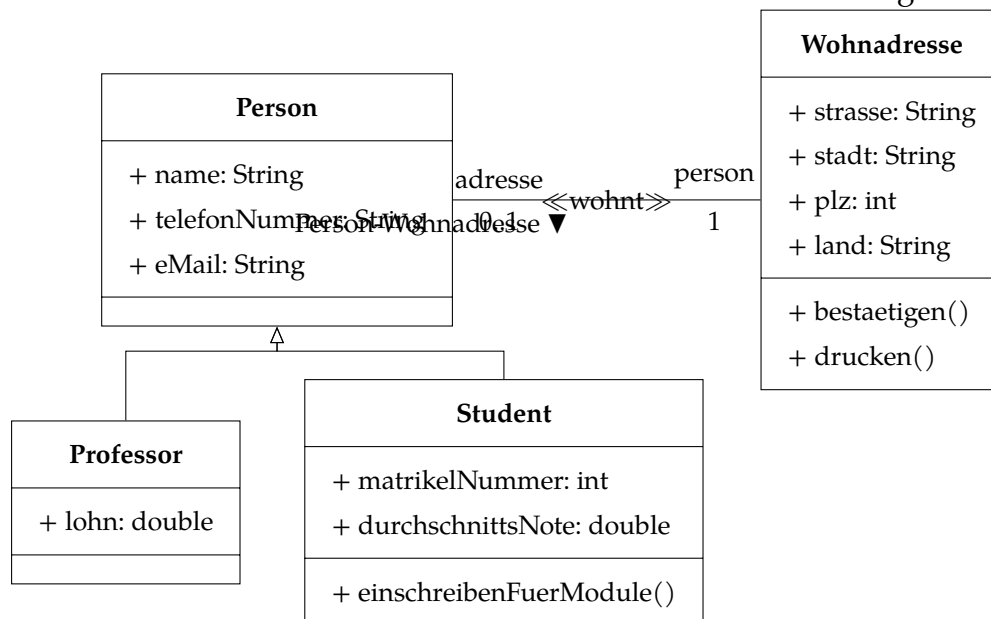 Wohnadresse
+ strasse: String
+ stadt: String
+ plz: int
+ land: String
+ bestaetigen()
+ drucken()
Person
+ name: String
+ telefonNummer: String
+ eMail: String
adresse
0,1
≪wohnt≫
Person-Wohnadresse ▼
person
1
Professor
+ lohn: double
Student
+ matrikelNummer: int
+ durchschnittsNote: double
+ einschreibenFuerModule()